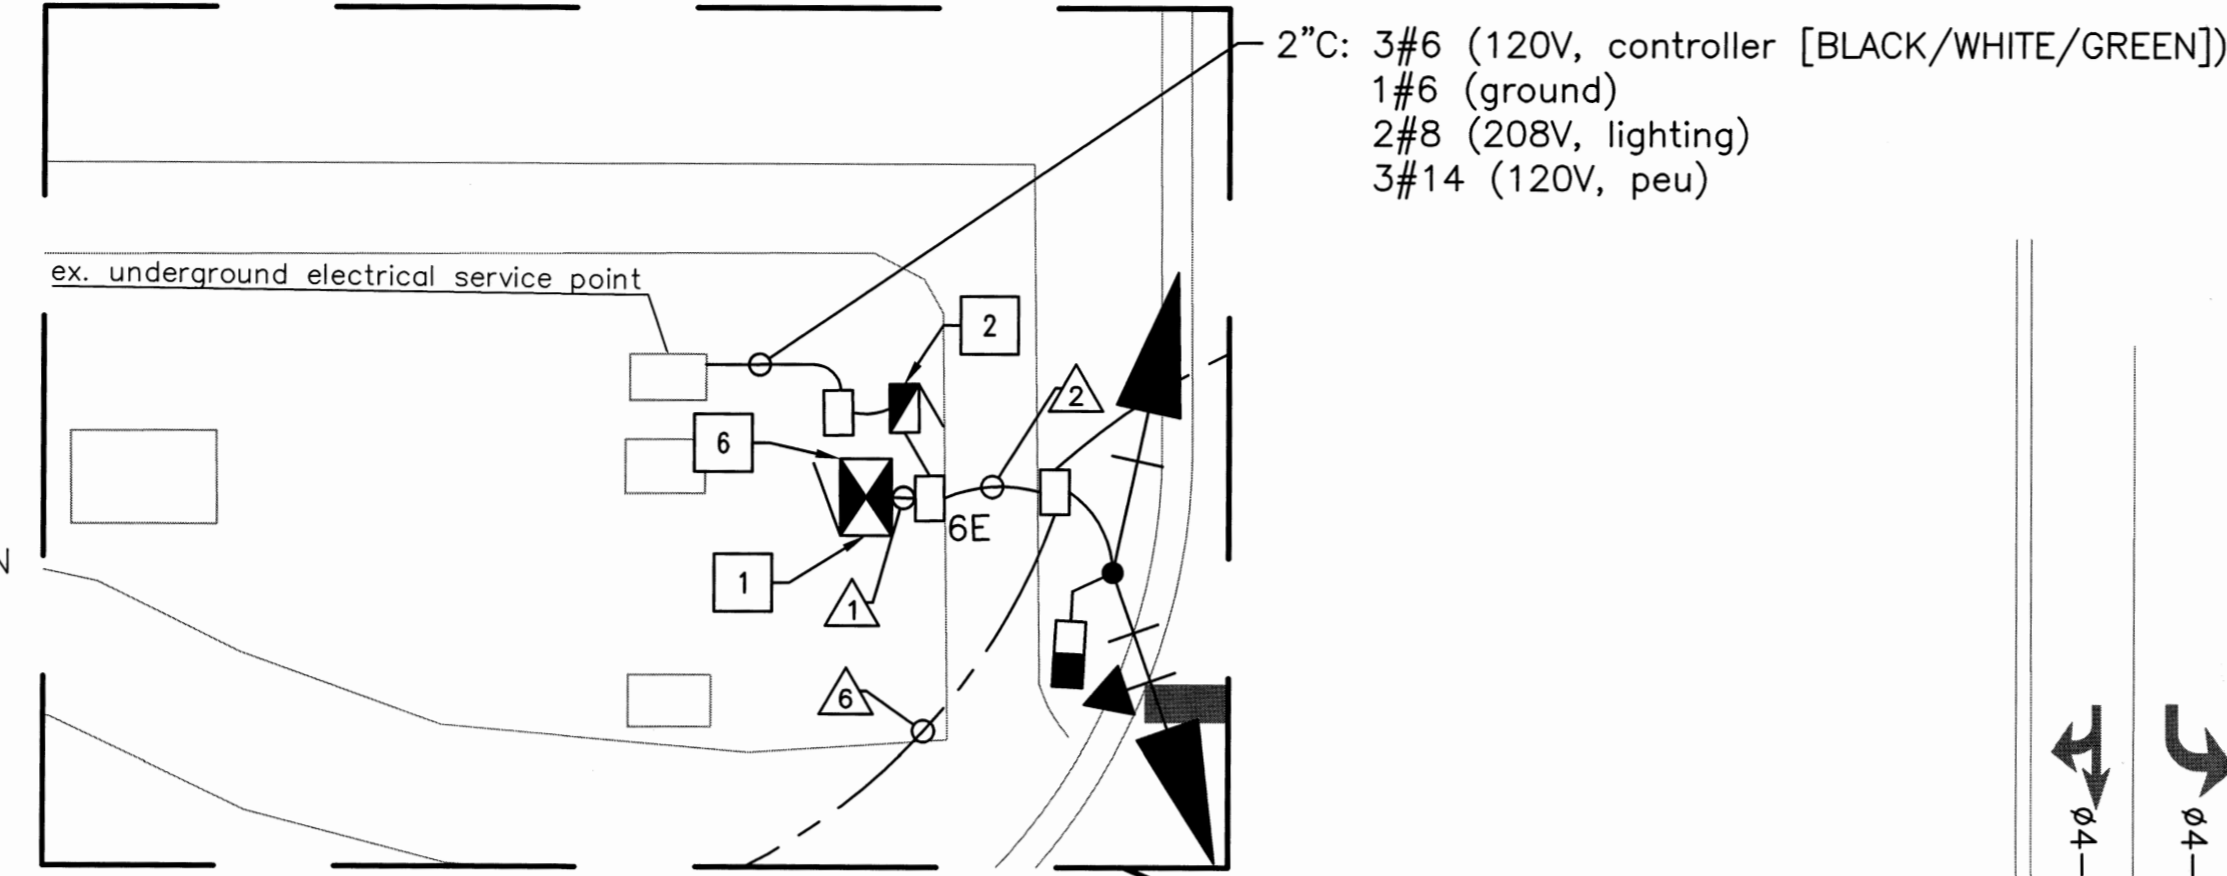 2"C: 3#6 (120V, controller [BLACK/WHITE/GREEN])
1#6 (ground)
2#8 (208V, lighting)
3#14 (120V, peu)
ex. underground electrical service point
2
2
6
6E
N
1
1
6
ø4
ø4